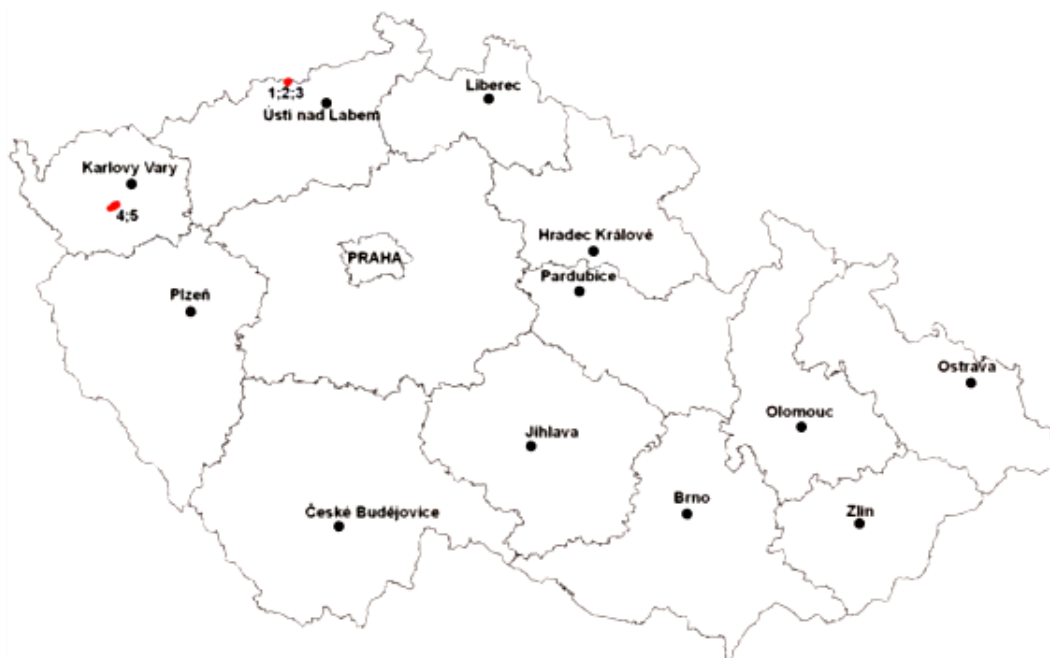 Liberec
1;2;3
Ústí nad Labem
Karlovy Vary
4;5
Hradec Králové
PRAHA
Pardubice
Plzeň
Ostrava
Olomouc
Jihlava
Brno
České Budějovice
Zlín